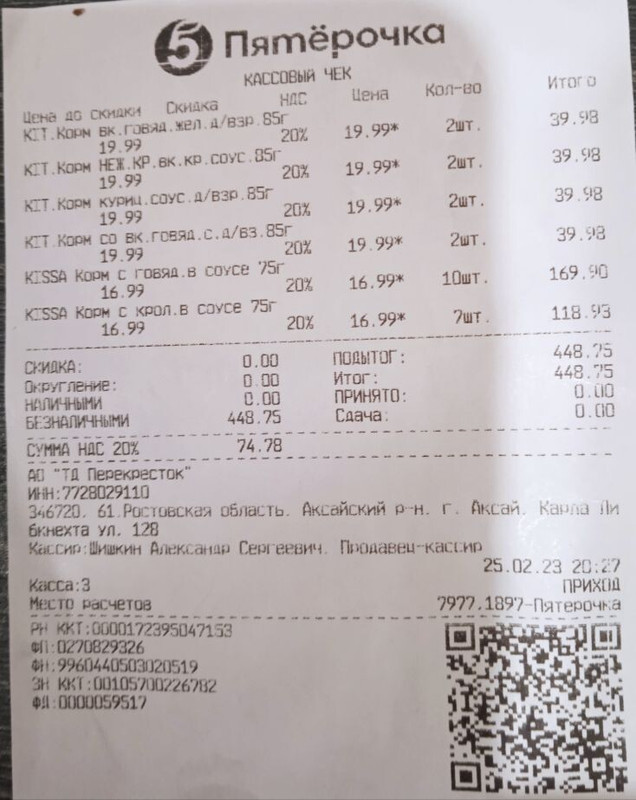 5 Пятёрочка
КАССОВЫЙ ЧЕК
Цена до скидки Скидка НДС Цена Кол-во Итого
KIT.Корм вк.говяд.жел.д/взр.85г
19.99 20% 19.99* 2шт. 39.98
KIT.Корм НЕЖ.КР.вк.кр.соус.85г
19.99 20% 19.99* 2шт. 39.98
KIT.Корм куриц.соус.д/взр.85г
19.99 20% 19.99* 2шт. 39.98
KIT.Корм со вк.говяд.с.д/вз.85г
19.99 20% 19.99* 2шт. 39.98
KISSA Корм с говяд.в соусе 75г
16.99 20% 16.99* 10шт. 169.90
KISSA Корм с крол.в соусе 75г
16.99 20% 16.99* 7шт. 118.93
СКИДКА: 0.00 ПОДЫТОГ: 448.75
Округление: 0.00 Итог: 448.75
НАЛИЧНЫМИ 0.00 ПРИНЯТО: 0.00
БЕЗНАЛИЧНЫМИ 448.75 Сдача: 0.00
СУММА НДС 20% 74.78
АО "ТД Перекресток"
ИНН:7728029110
346720, 61.Ростовская область, Аксайский р-н. г. Аксай, Карла Ли
бкнехта ул. 128
Кассир:Шишкин Александр Сергеевич. Продавец-кассир
25.02.23 20:27
Касса:3 ПРИХОД
Место расчетов 7977,1897-Пятерочка
РН ККТ:0000172395047153
ФП:0270829326
ФН:9960440503020519
ЗН ККТ:00105700226782
ФД:0000059517